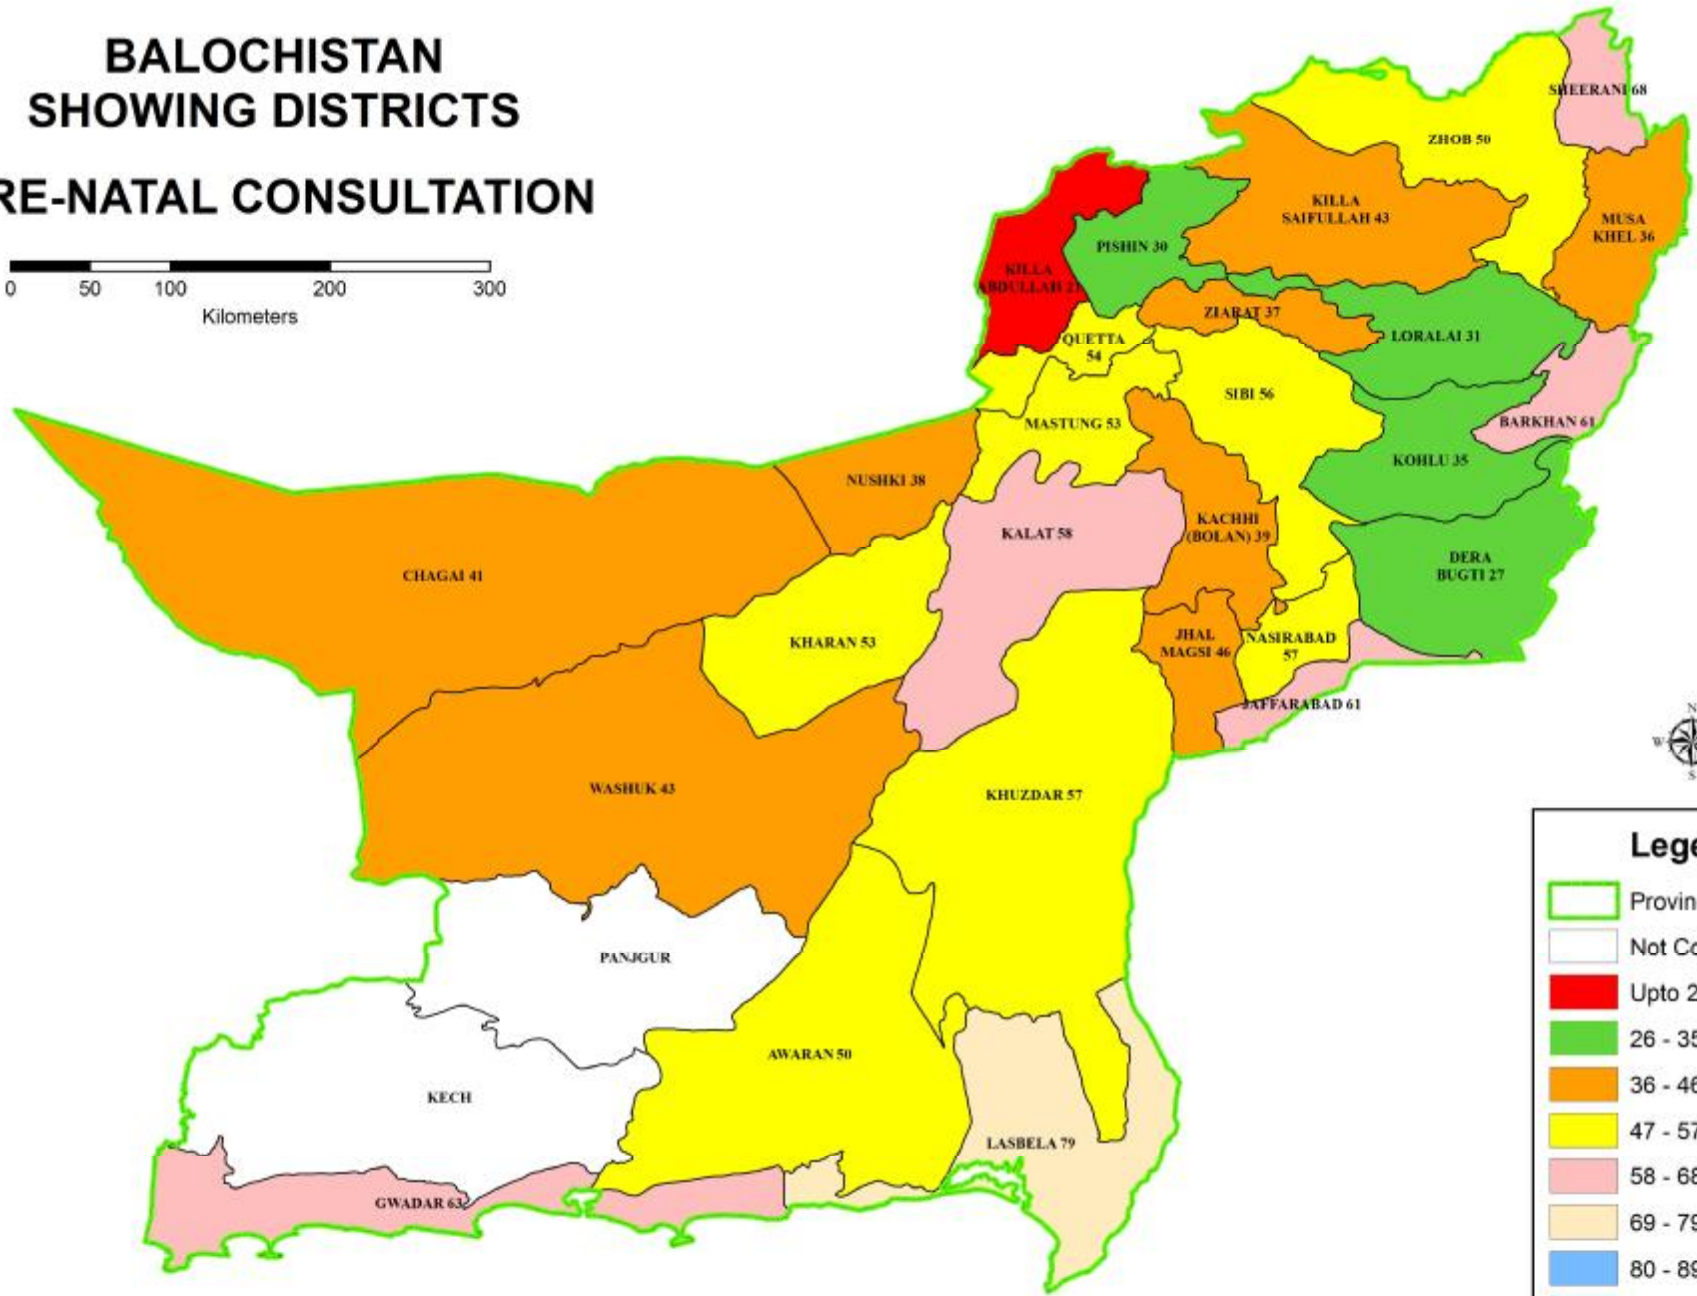 BALOCHISTAN
SHOWING DISTRICTS
RE-NATAL CONSULTATION
0 50 100 200 300
Kilometers
SHEERANI 68
ZHOB 50
KILLA
SAIFULLAH 43
MUSA
KHEL 36
PISHIN 30
KILLA
ABDULLAH 21
ZIARAT 37
LORALAI 31
QUETTA
54
SIBI 56
MASTUNG 53
BARKHAN 61
KOHLU 35
NUSHKI 38
KACHHI
(BOLAN) 39
KALAT 58
DERA
BUGTI 27
CHAGAI 41
KHARAN 53
JHAL
MAGSI 46
NASIRABAD
57
JAFFARABAD 61
N
W
S
WASHUK 43
KHUZDAR 57
PANJGUR
AWARAN 50
KECH
LASBELA 79
GWADAR 63
Lege
Provin
Not Co
Upto 2
26 - 35
36 - 46
47 - 57
58 - 68
69 - 79
80 - 89